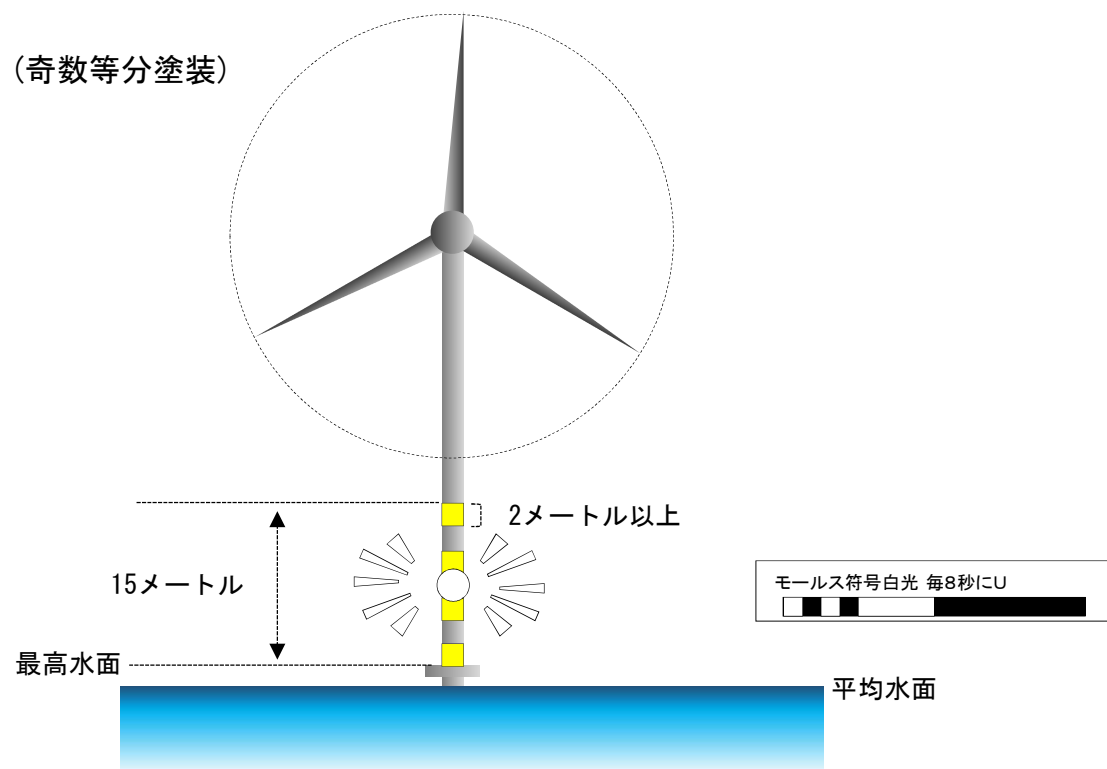 (奇数等分塗装)
2メートル以上
15メートル
モールス符号白光 毎8秒にU
最高水面
平均水面